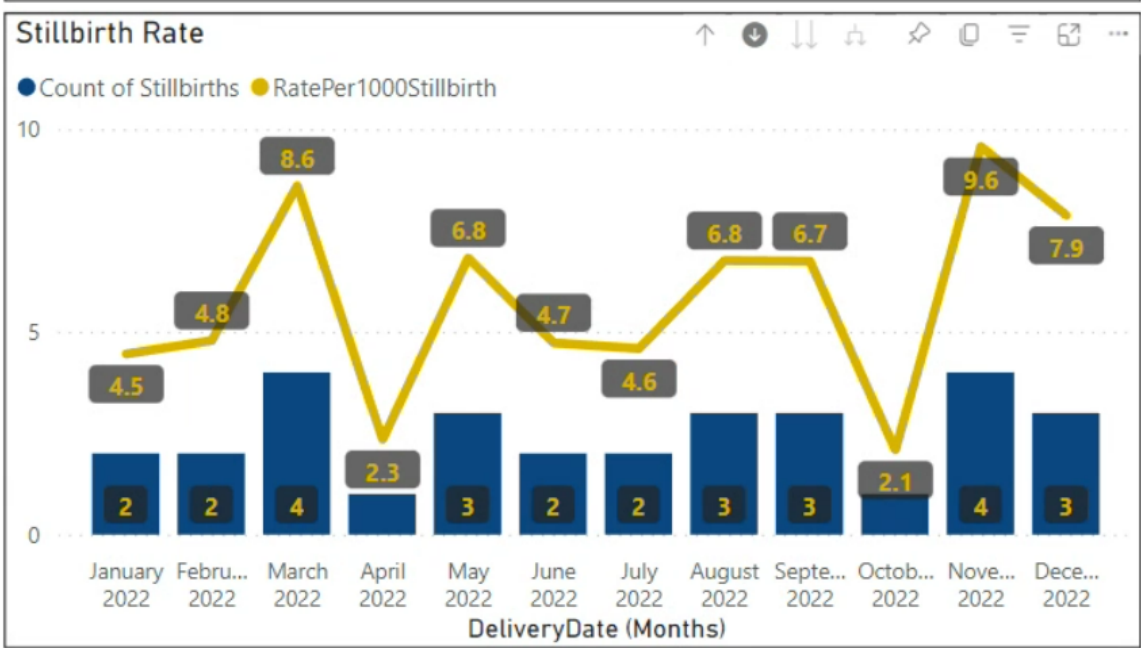 Stillbirth Rate
Count of Stillbirths RatePer1000Stillbirth
10
5
0
4.5
4.8
8.6
2.3
6.8
4.7
4.6
6.8
6.7
2.1
9.6
7.9
2 2 4 3 2 2 3 3 4 3
January Febru... March April May June July August Septe... Octob... Nove... Dece...
2022 2022 2022 2022 2022 2022 2022 2022 2022 2022 2022 2022
DeliveryDate (Months)